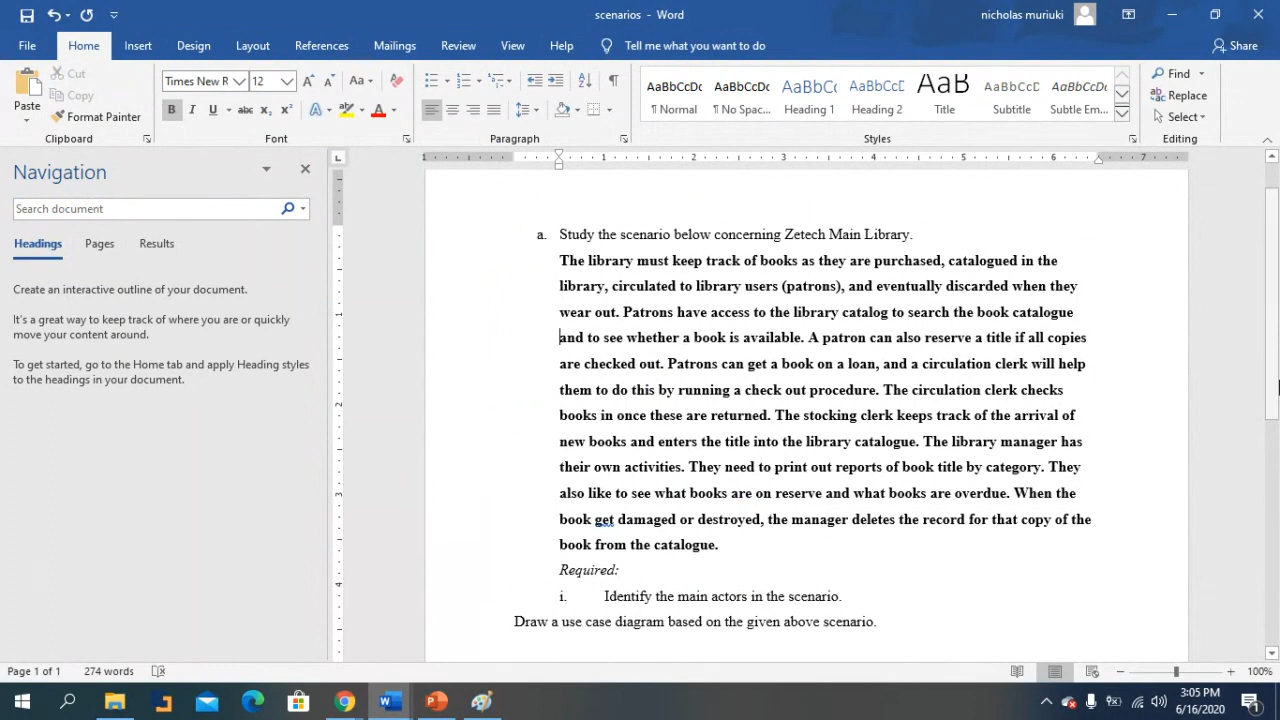 scenarios - Word
nicholas muriuki
File Home Insert Design Layout References Mailings Review View Help Tell me what you want to do Share
Paste
Cut
Copy
Format Painter
Clipboard
Times New R 12
Font
Paragraph
AaBbCcDc AaBbCcDc AaBbCc AaBbCcD AaB AaBbCcD AaBbCcDc
¶ Normal ¶ No Spac... Heading 1 Heading 2 Title Subtitle Subtle Em...
Styles
Find
Replace
Select
Editing
Navigation
Search document
Headings Pages Results
Create an interactive outline of your document.
It's a great way to keep track of where you are or quickly
move your content around.
To get started, go to the Home tab and apply Heading styles
to the headings in your document.
a. Study the scenario below concerning Zetech Main Library.
The library must keep track of books as they are purchased, catalogued in the
library, circulated to library users (patrons), and eventually discarded when they
wear out. Patrons have access to the library catalog to search the book catalogue
and to see whether a book is available. A patron can also reserve a title if all copies
are checked out. Patrons can get a book on a loan, and a circulation clerk will help
them to do this by running a check out procedure. The circulation clerk checks
books in once these are returned. The stocking clerk keeps track of the arrival of
new books and enters the title into the library catalogue. The library manager has
their own activities. They need to print out reports of book title by category. They
also like to see what books are on reserve and what books are overdue. When the
book get damaged or destroyed, the manager deletes the record for that copy of the
book from the catalogue.
Required:
i. Identify the main actors in the scenario.
Draw a use case diagram based on the given above scenario.
Page 1 of 1 274 words
100%
3:05 PM
6/16/2020